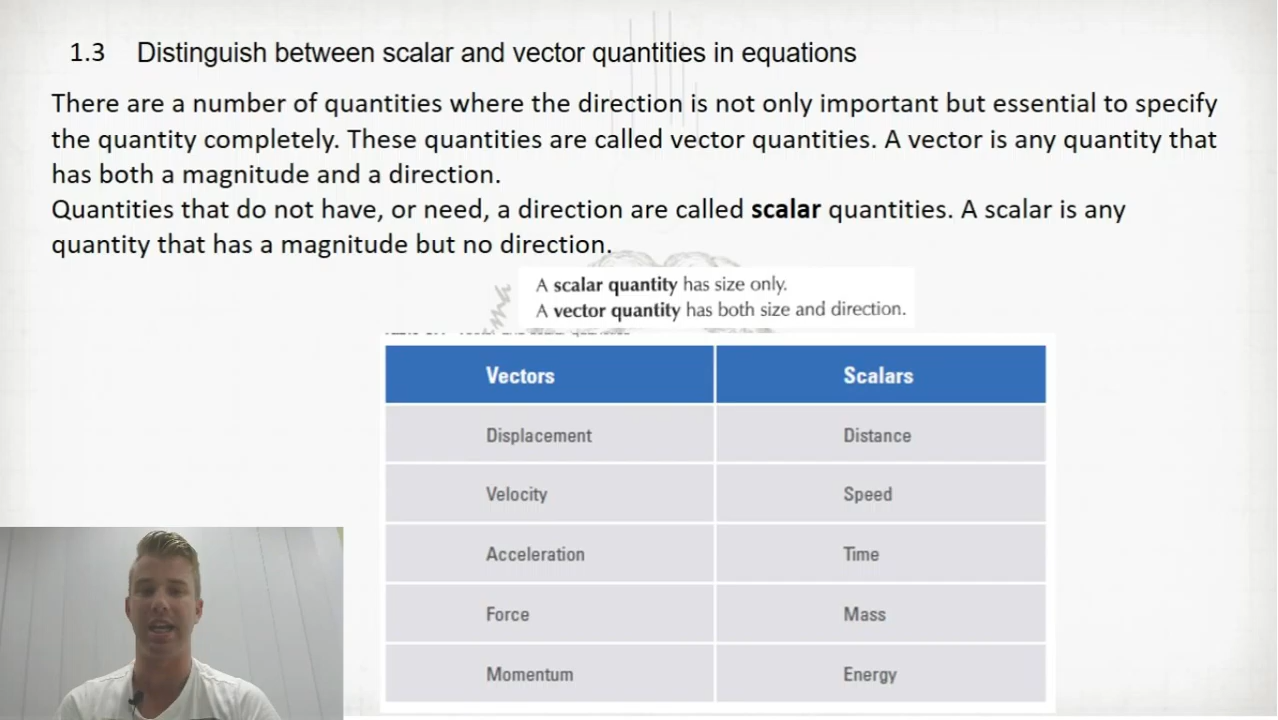 1.3 Distinguish between scalar and vector quantities in equations
There are a number of quantities where the direction is not only important but essential to specify
the quantity completely. These quantities are called vector quantities. A vector is any quantity that
has both a magnitude and a direction.
Quantities that do not have, or need, a direction are called scalar quantities. A scalar is any
quantity that has a magnitude but no direction.
A scalar quantity has size only.
A vector quantity has both size and direction.
Vectors Scalars
Displacement Distance
Velocity Speed
Acceleration Time
Force Mass
Momentum Energy